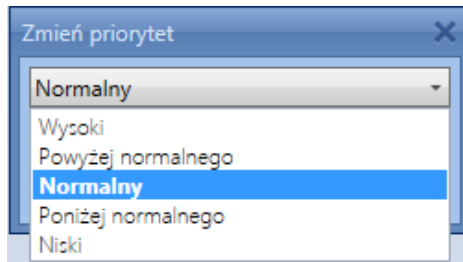 Zmień priorytet
Normalny
Wysoki
Powyżej normalnego
Normalny
Poniżej normalnego
Niski